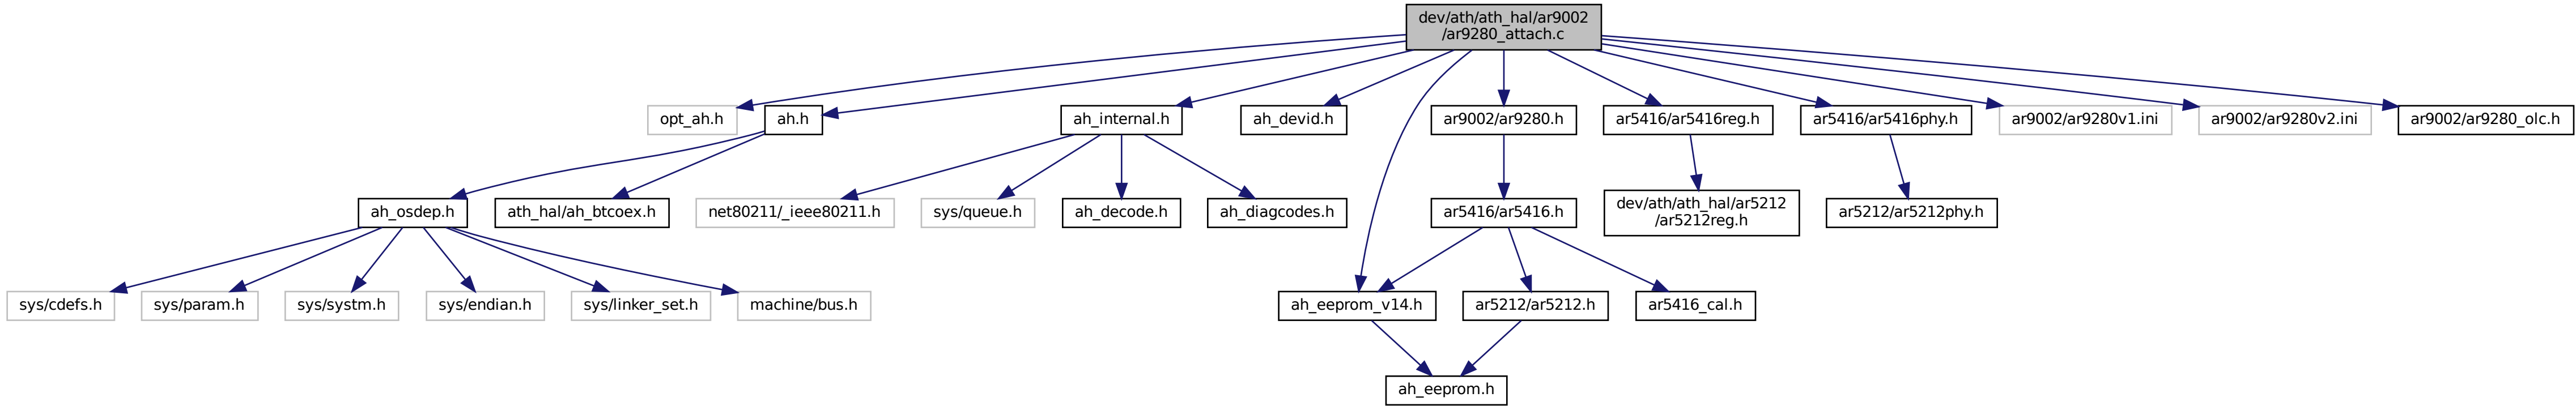 dev/ath/ath_hal/ar9002
/ar9280_attach.c
opt_ah.h
ah.h
ah_internal.h
ah_devid.h
ar9002/ar9280.h
ar5416/ar5416reg.h
ar5416/ar5416phy.h
ar9002/ar9280v1.ini
ar9002/ar9280v2.ini
ar9002/ar9280_olc.h
ah_osdep.h
ath_hal/ah_btcoex.h
net80211/_ieee80211.h
sys/queue.h
ah_decode.h
ah_diagcodes.h
ar5416/ar5416.h
dev/ath/ath_hal/ar5212
/ar5212reg.h
ar5212/ar5212phy.h
sys/cdefs.h
sys/param.h
sys/systm.h
sys/endian.h
sys/linker_set.h
machine/bus.h
ah_eeprom_v14.h
ar5212/ar5212.h
ar5416_cal.h
ah_eeprom.h